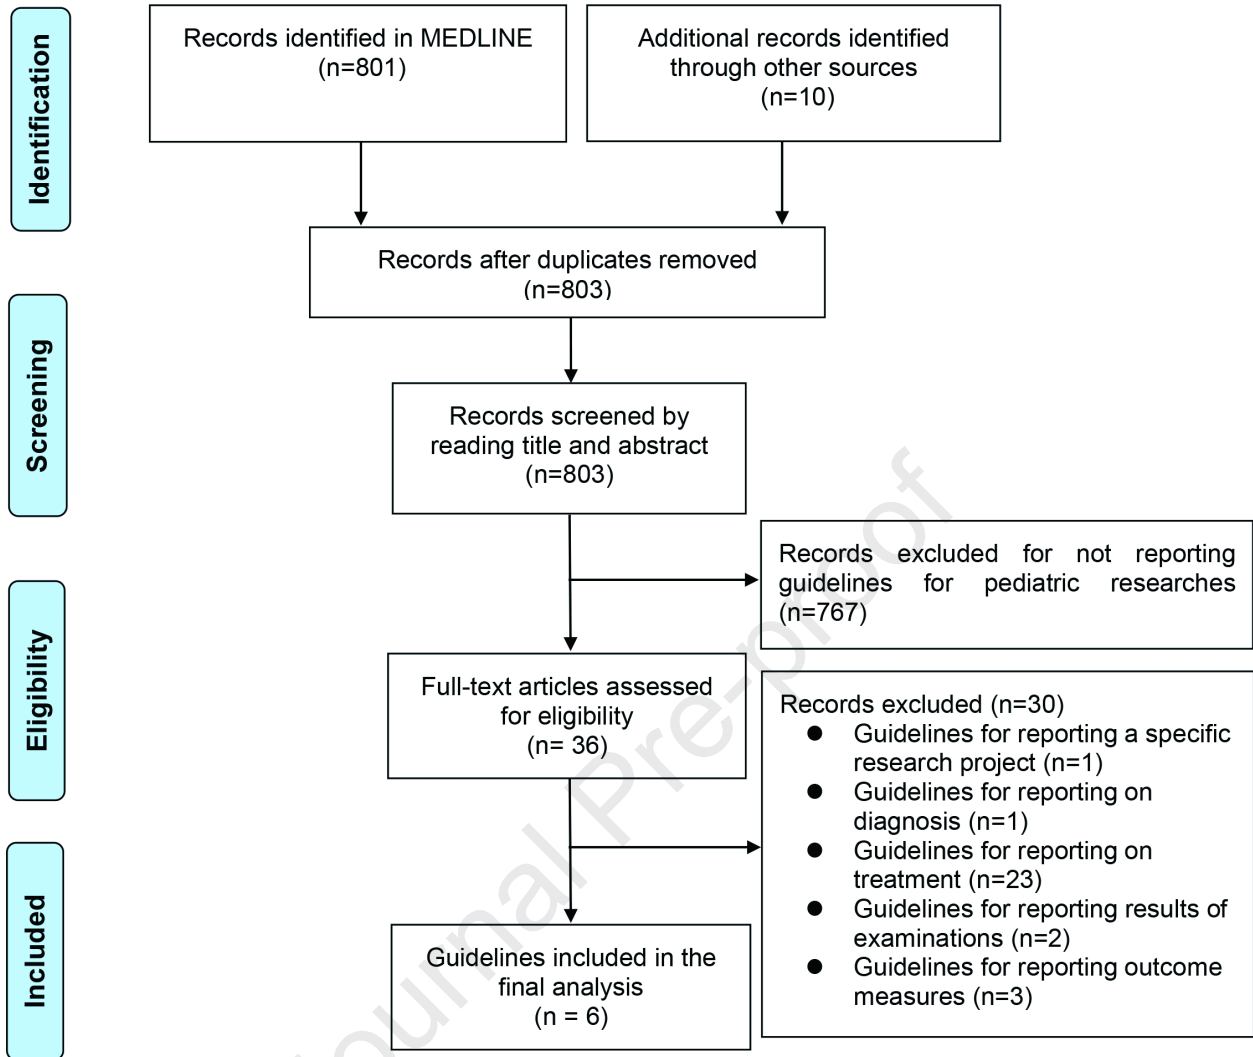 Identification
Records identified in MEDLINE
(n=801)
Additional records identified
through other sources
(n=10)
Records after duplicates removed
(n=803)
Screening
Records screened by
reading title and abstract
(n=803)
Records excluded for not reporting
guidelines for pediatric researches
(n=767)
Eligibility
Full-text articles assessed
for eligibility
(n= 36)
Records excluded (n=30)
● Guidelines for reporting a specific
research project (n=1)
● Guidelines for reporting on
diagnosis (n=1)
● Guidelines for reporting on
treatment (n=23)
● Guidelines for reporting results of
examinations (n=2)
● Guidelines for reporting outcome
measures (n=3)
Included
Guidelines included in the
final analysis
(n = 6)
Journal Pre-proof